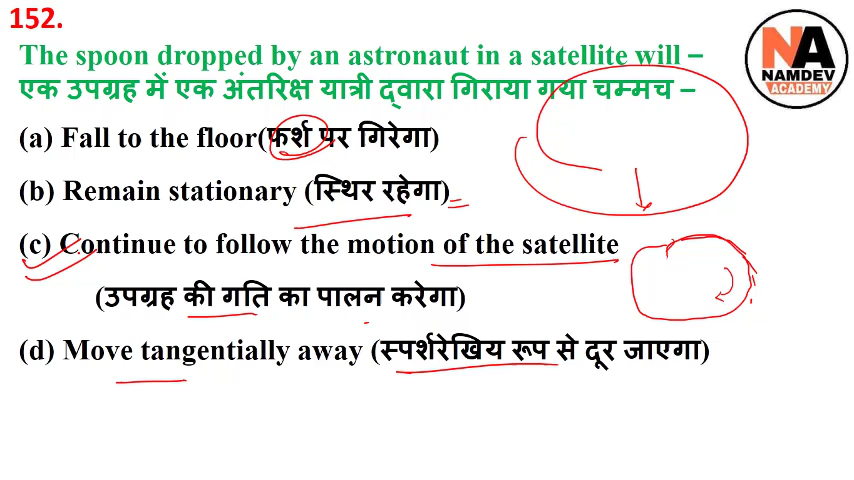 152.
The spoon dropped by an astronaut in a satellite will –
एक उपग्रह में एक अंतरिक्ष यात्री द्वारा गिराया गया चम्मच –
NA
NAMDEV
ACADEMY
(a) Fall to the floor(फर्श पर गिरेगा)
(b) Remain stationary (स्थिर रहेगा)
(c) Continue to follow the motion of the satellite
(उपग्रह की गति का पालन करेगा)
(d) Move tangentially away (स्पर्शरेखिय रूप से दूर जाएगा)